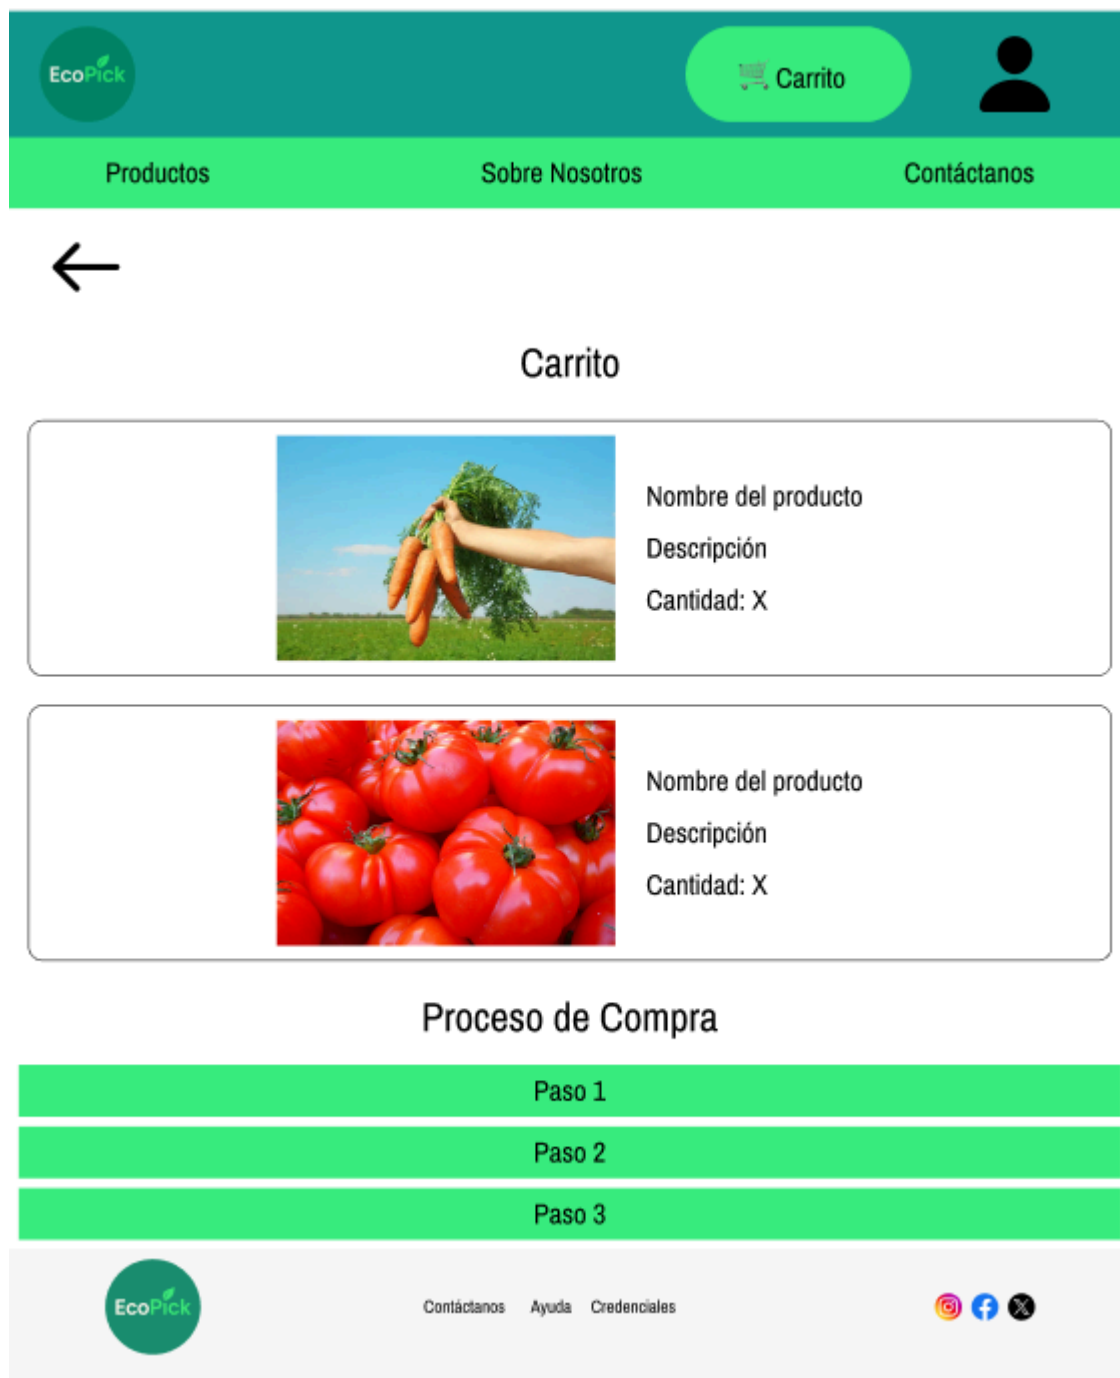 EcoPick
Carrito
Productos
Sobre Nosotros
Contáctanos
Carrito
Nombre del producto
Descripción
Cantidad: X
Nombre del producto
Descripción
Cantidad: X
Proceso de Compra
Paso 1
Paso 2
Paso 3
EcoPick
Contáctanos Ayuda Credenciales